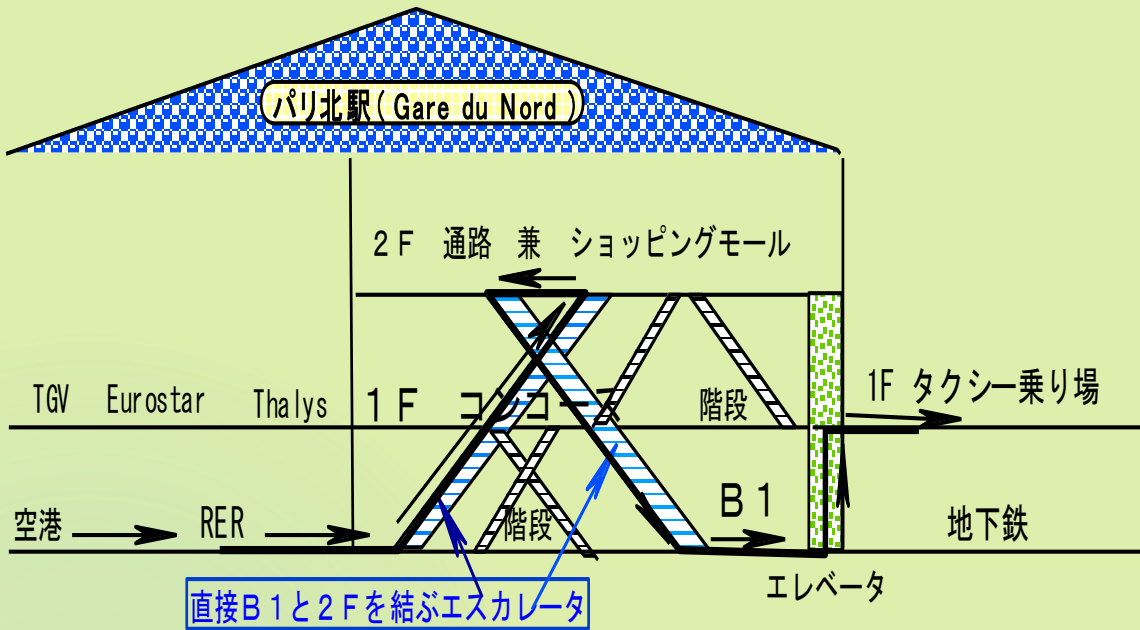 パリ北駅(Gare du Nord)
2F 通路 兼 ショッピングモール
TGV Eurostar Thalys 1F コンコース 階段 1F タクシー乗り場
空港 RER 階段 B1 地下鉄
エレベータ
直接B1と2Fを結ぶエスカレータ